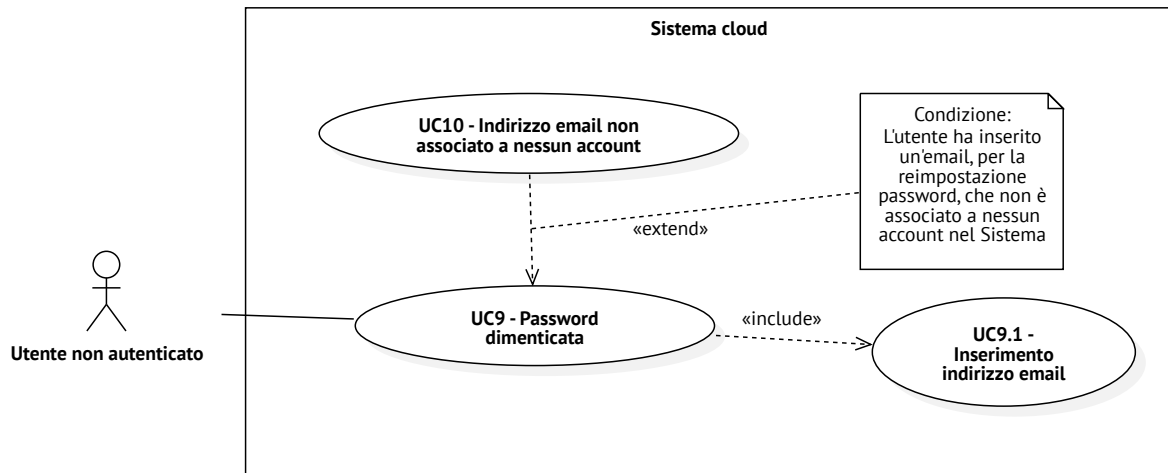 Sistema cloud
UC10 - Indirizzo email non
associato a nessun account
Condizione:
L'utente ha inserito
un'email, per la
reimpostazione
password, che non è
associato a nessun
account nel Sistema
«extend»
UC9 - Password
dimenticata
«include»
UC9.1 -
Inserimento
indirizzo email
Utente non autenticato